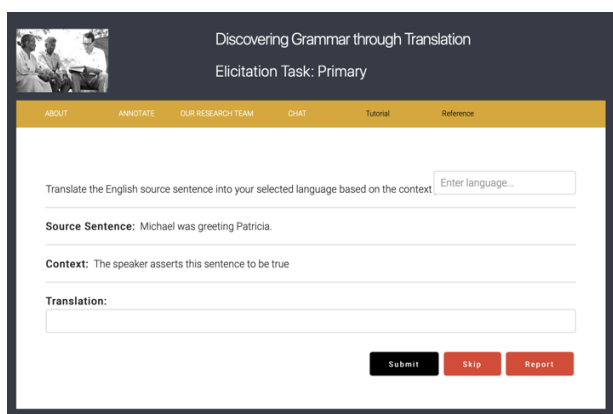 Discovering Grammar through Translation
Elicitation Task: Primary
ABOUT ANNOTATE OUR RESEARCH TEAM CHAT Tutorial Reference
Translate the English source sentence into your selected language based on the context Enter language...
Source Sentence: Michael was greeting Patricia.
Context: The speaker asserts this sentence to be true
Translation:
Submit Skip Report